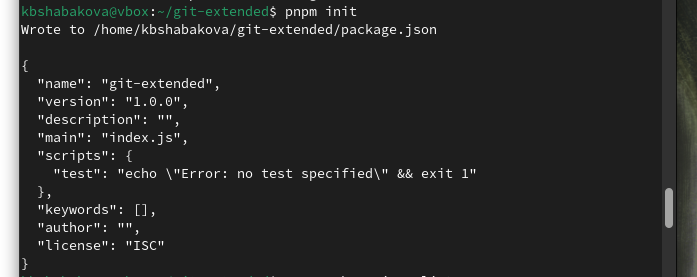 kbshabakova@vbox:~/git-extended$ pnpm init
Wrote to /home/kbshabakova/git-extended/package.json
{
  "name": "git-extended",
  "version": "1.0.0",
  "description": "",
  "main": "index.js",
  "scripts": {
    "test": "echo \"Error: no test specified\" && exit 1"
  },
  "keywords": [],
  "author": "",
  "license": "ISC"
}